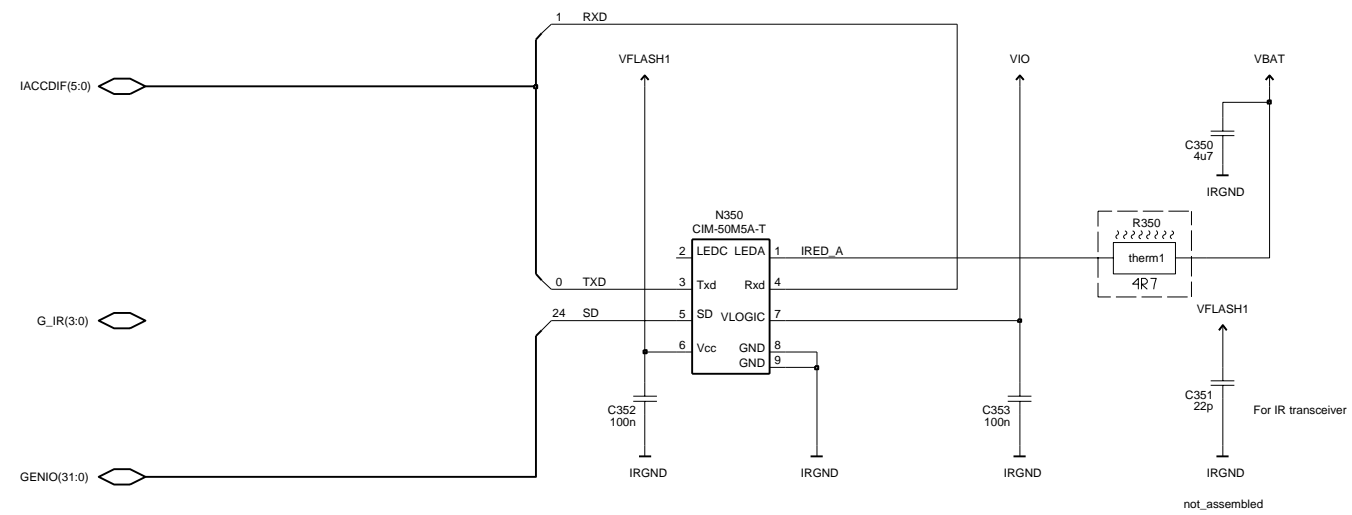 1 RXD
VFLASH1
VIO
VBAT
IACCDIF(5:0)
C350
4u7
IRGND
N350
CIM-50M5A-T
R350
2 LEDC LEDA 1 IRED_A
therm1
4R7
0 TXD 3 Txd Rxd 4
24 SD 5 SD VLOGIC 7
G_IR(3:0)
VFLASH1
6 Vcc GND 8
GND 9
C352
100n
C353
100n
C351
22p
For IR transceiver
GENIO(31:0)
IRGND
IRGND
IRGND
IRGND
not_assembled